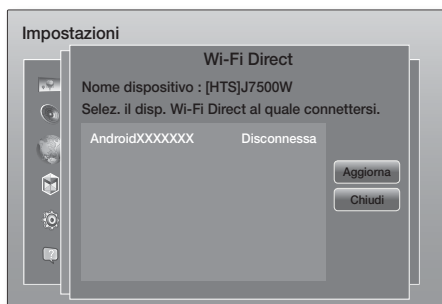 Impostazioni
Wi-Fi Direct
Nome dispositivo : [HTS]J7500W
Selez. il disp. Wi-Fi Direct al quale connettersi.
AndroidXXXXXXX Disconnessa
Aggiorna
Chiudi
?